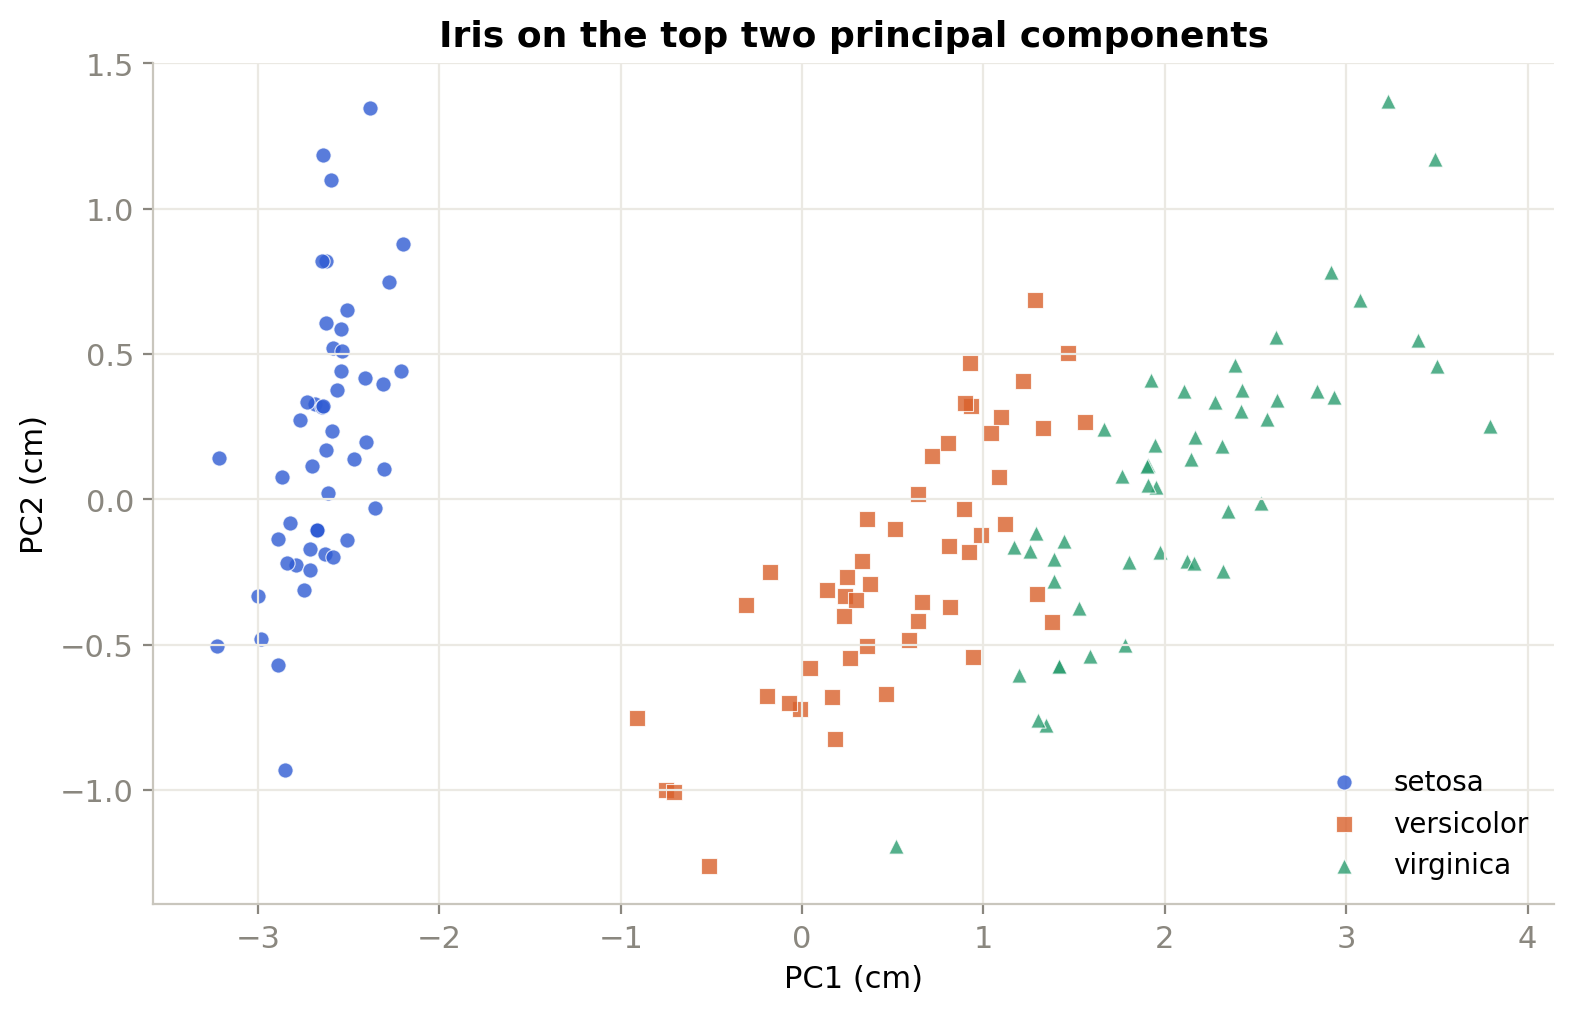 Iris on the top two principal components
1.5
1.0
0.5
0.0
−0.5
−1.0
PC2 (cm)
−3
−2
−1
0
1
2
3
4
PC1 (cm)
setosa
versicolor
virginica